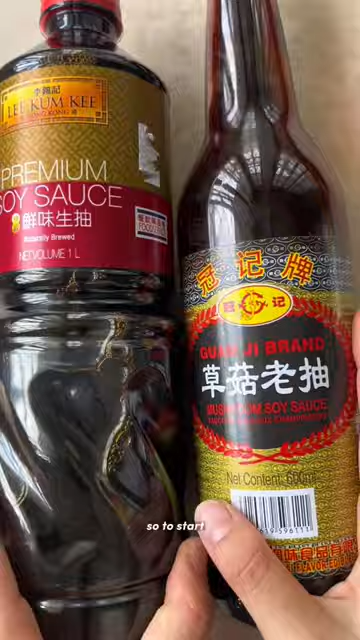 李錦記
LEE KUM KEE
HONG KONG
PREMIUM
SOY SAUCE
鮮味生抽
Naturally Brewed
NET VOLUME 1 L
冠记牌
冠 记
GUAN JI BRAND
草菇老抽
MUSHROOM SOY SAUCE
Net Content: 600ml
so to start